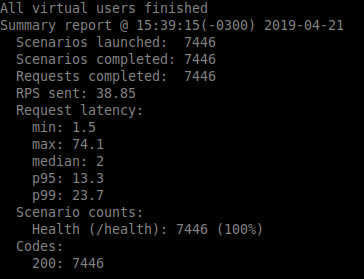 All virtual users finished
Summary report @ 15:39:15(-0300) 2019-04-21
Scenarios launched: 7446
Scenarios completed: 7446
Requests completed: 7446
RPS sent: 38.85
Request latency:
min: 1.5
max: 74.1
median: 2
p95: 13.3
p99: 23.7
Scenario counts:
Health (/health): 7446 (100%)
Codes:
200: 7446